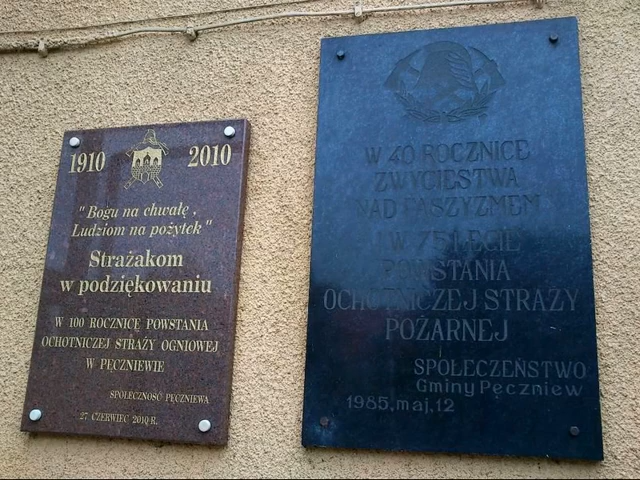 1910 2010
"Bogu na chwałę,
Ludziom na pożytek"
Strażakom
w podziękowaniu
W 100 ROCZNICĘ POWSTANIA
OCHOTNICZEJ STRAŻY OGNIOWEJ
W PĘCZNIEWIE
SPOŁECZNOŚĆ PĘCZNIEWA
27 CZERWIEC 2010 R.
W 40 ROCZNICĘ
ZWYCIĘSTWA
NAD FASZYZMEM
I W 75 LECIE
POWSTANIA
OCHOTNICZEJ STRAŻY
POŻARNEJ
SPOŁECZEŃSTWO
Gminy Pęczniew
1985, maj, 12